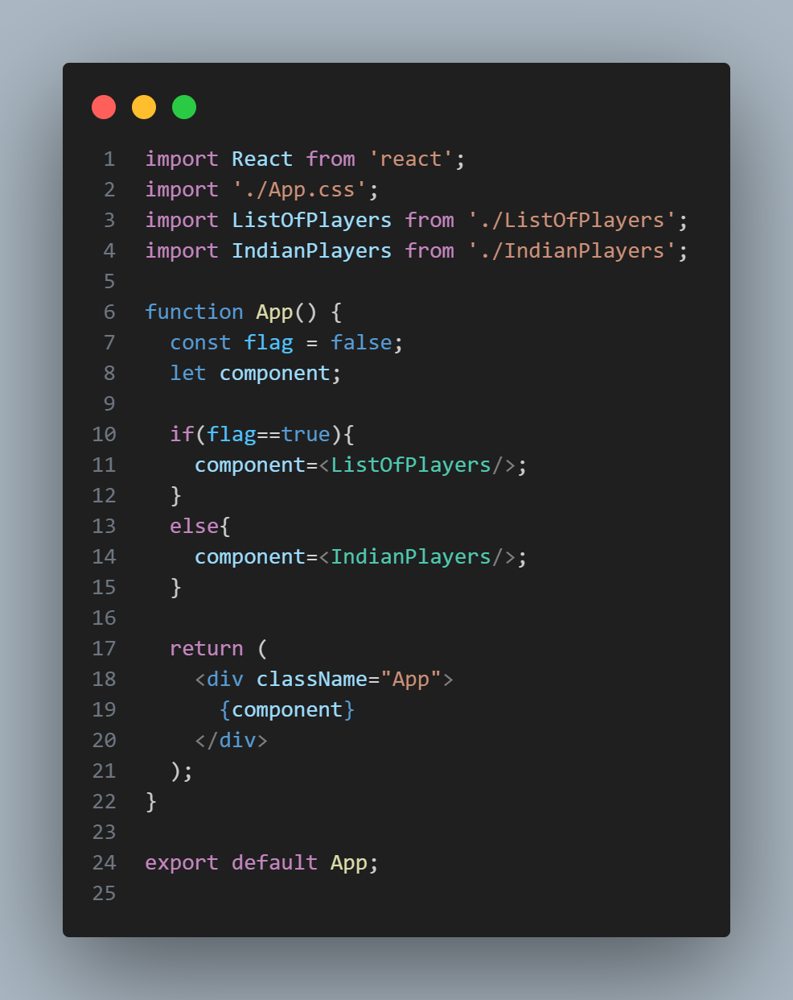 1 import React from 'react';
2 import './App.css';
3 import ListOfPlayers from './ListOfPlayers';
4 import IndianPlayers from './IndianPlayers';
5
6 function App() {
7   const flag = false;
8   let component;
9
10   if(flag==true){
11     component=<ListOfPlayers/>;
12   }
13   else{
14     component=<IndianPlayers/>;
15   }
16
17   return (
18     <div className="App">
19       {component}
20     </div>
21   );
22 }
23
24 export default App;
25